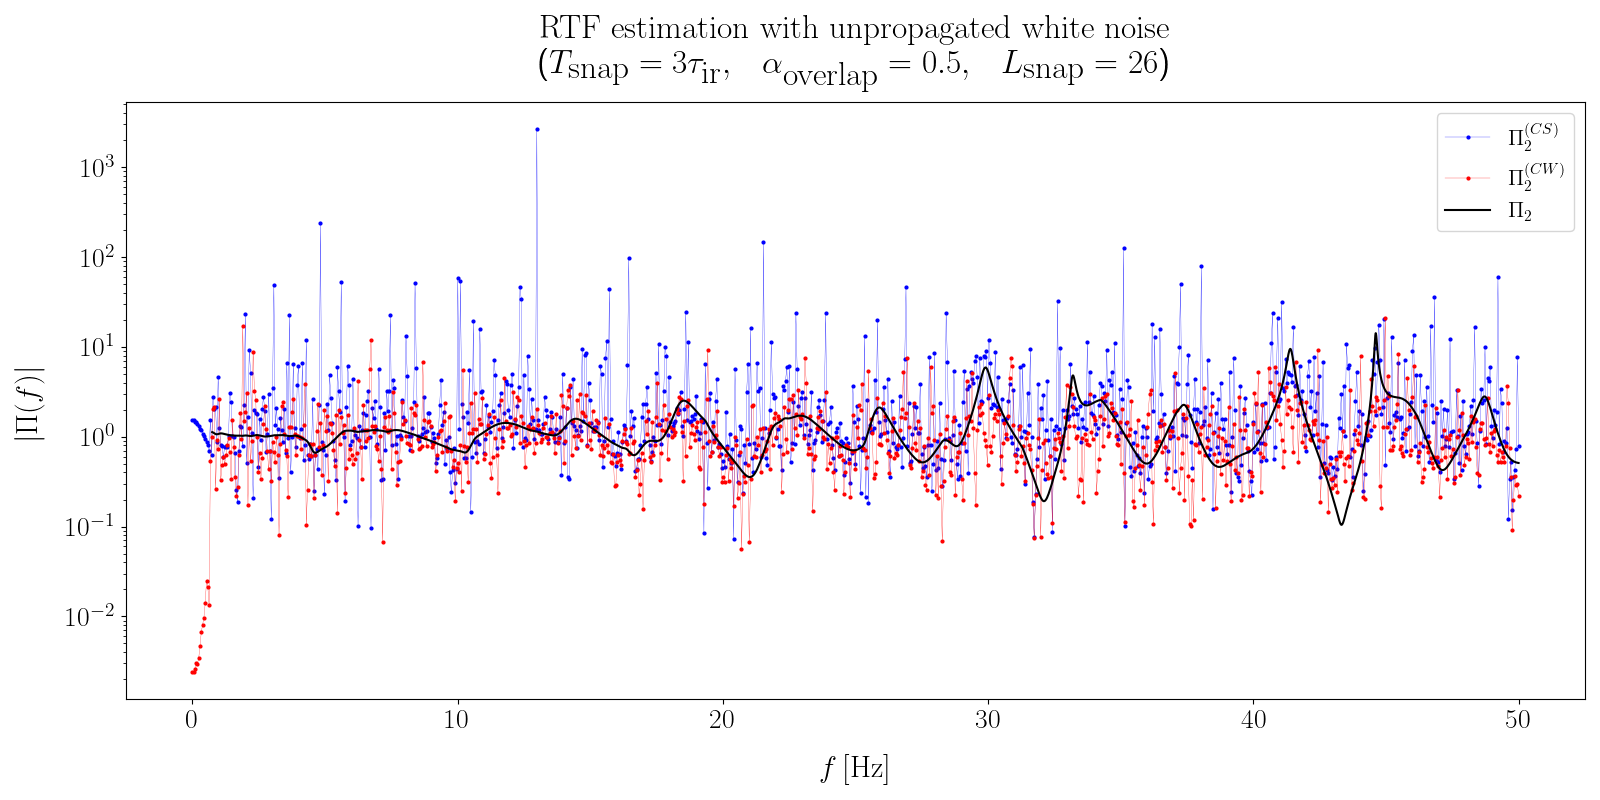 RTF estimation with unpropagated white noise
(T_snap = 3τ_ir, α_overlap = 0.5, L_snap = 26)
Π_2^(CS)
Π_2^(CW)
Π_2
|Π(f)|
10^3
10^2
10^1
10^0
10^−1
10^−2
0 10 20 30 40 50
f [Hz]